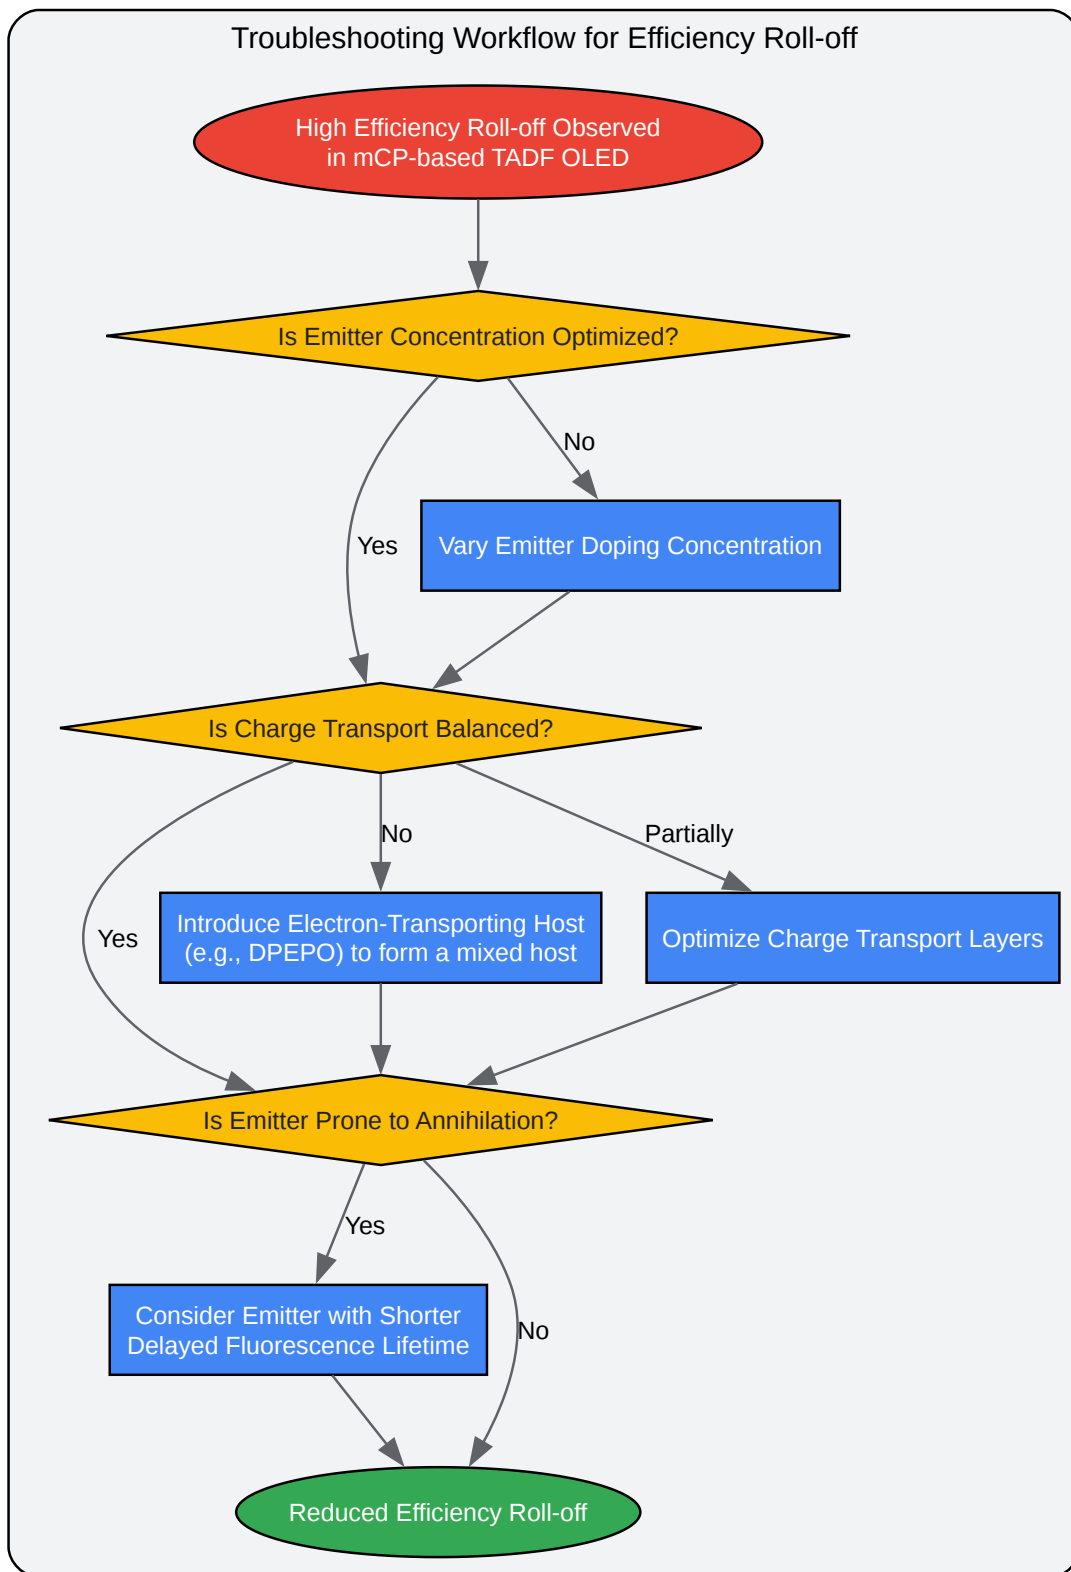 Troubleshooting Workflow for Efficiency Roll-off
High Efficiency Roll-off Observed
in mCP-based TADF OLED
Is Emitter Concentration Optimized?
No
Yes
Vary Emitter Doping Concentration
Is Charge Transport Balanced?
No
Partially
Yes
Introduce Electron-Transporting Host
(e.g., DPEPO) to form a mixed host
Optimize Charge Transport Layers
Is Emitter Prone to Annihilation?
Yes
Consider Emitter with Shorter
Delayed Fluorescence Lifetime
No
Reduced Efficiency Roll-off